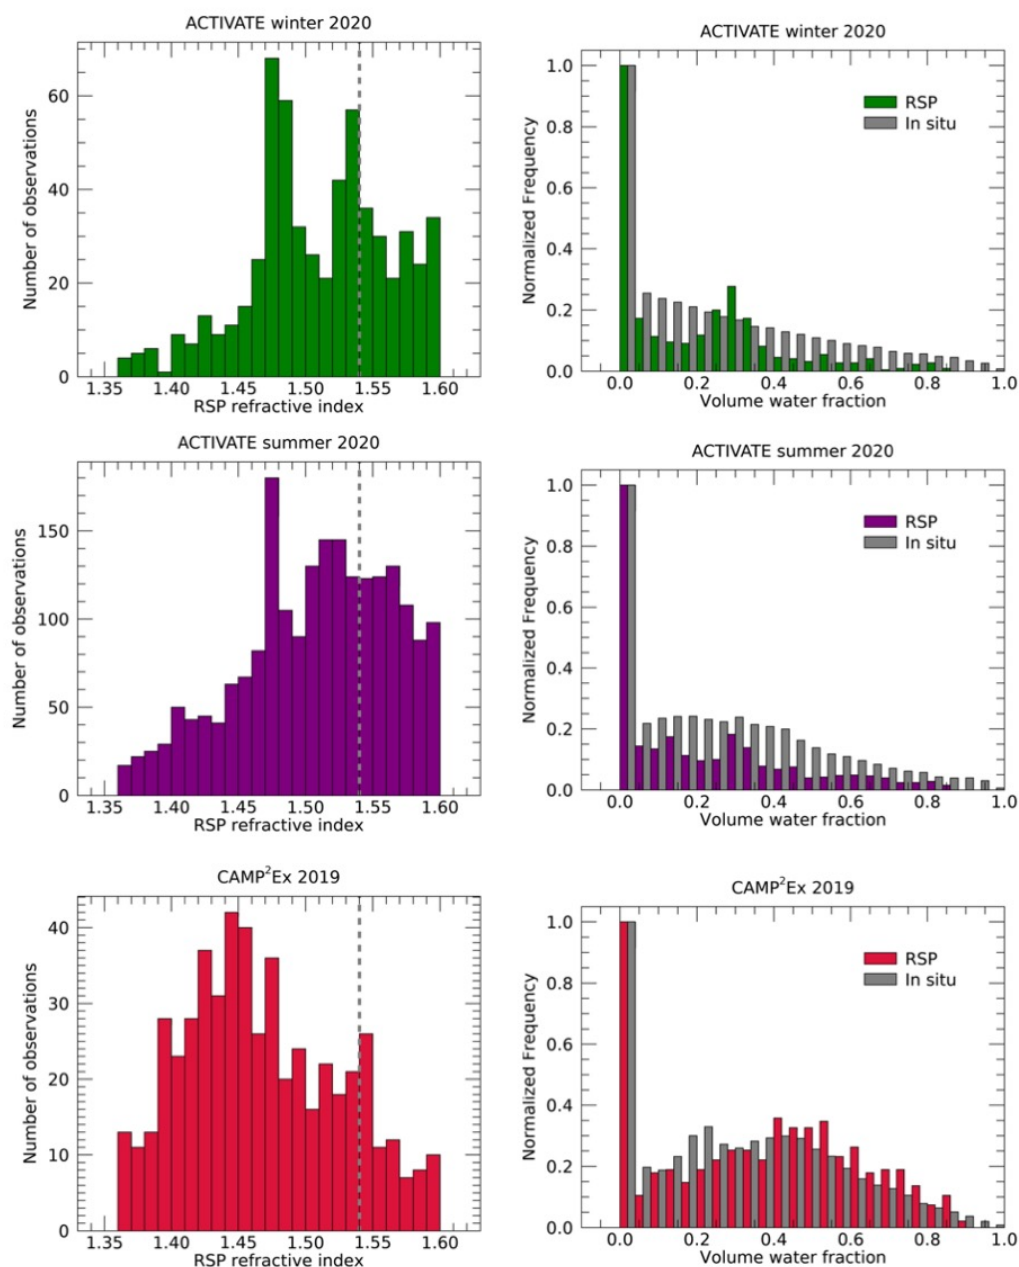 ACTIVATE winter 2020
60
40
20
0
Number of observations
1.35 1.40 1.45 1.50 1.55 1.60
RSP refractive index
ACTIVATE winter 2020
1.0
0.8
0.6
0.4
0.2
0.0
Normalized Frequency
RSP
In situ
0.0 0.2 0.4 0.6 0.8 1.0
Volume water fraction
ACTIVATE summer 2020
150
100
50
0
Number of observations
1.35 1.40 1.45 1.50 1.55 1.60
RSP refractive index
ACTIVATE summer 2020
1.0
0.8
0.6
0.4
0.2
0.0
Normalized Frequency
RSP
In situ
0.0 0.2 0.4 0.6 0.8 1.0
Volume water fraction
CAMP²Ex 2019
40
30
20
10
0
Number of observations
1.35 1.40 1.45 1.50 1.55 1.60
RSP refractive index
CAMP²Ex 2019
1.0
0.8
0.6
0.4
0.2
0.0
Normalized Frequency
RSP
In situ
0.0 0.2 0.4 0.6 0.8 1.0
Volume water fraction